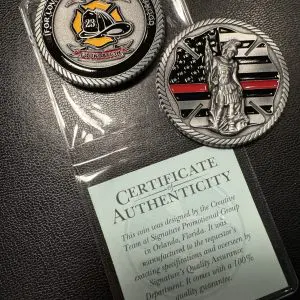 (FOR LOV
23
CERTIFICATE
of
AUTHENTICITY
This coin was designed by the Creative
Team at Signature Promotional Group
in Orlando, Florida. It was
manufactured to the requestor's
exacting specifications and overseen by
Signature's Quality Assurance
Department. It comes with a 100%
quality guarantee.